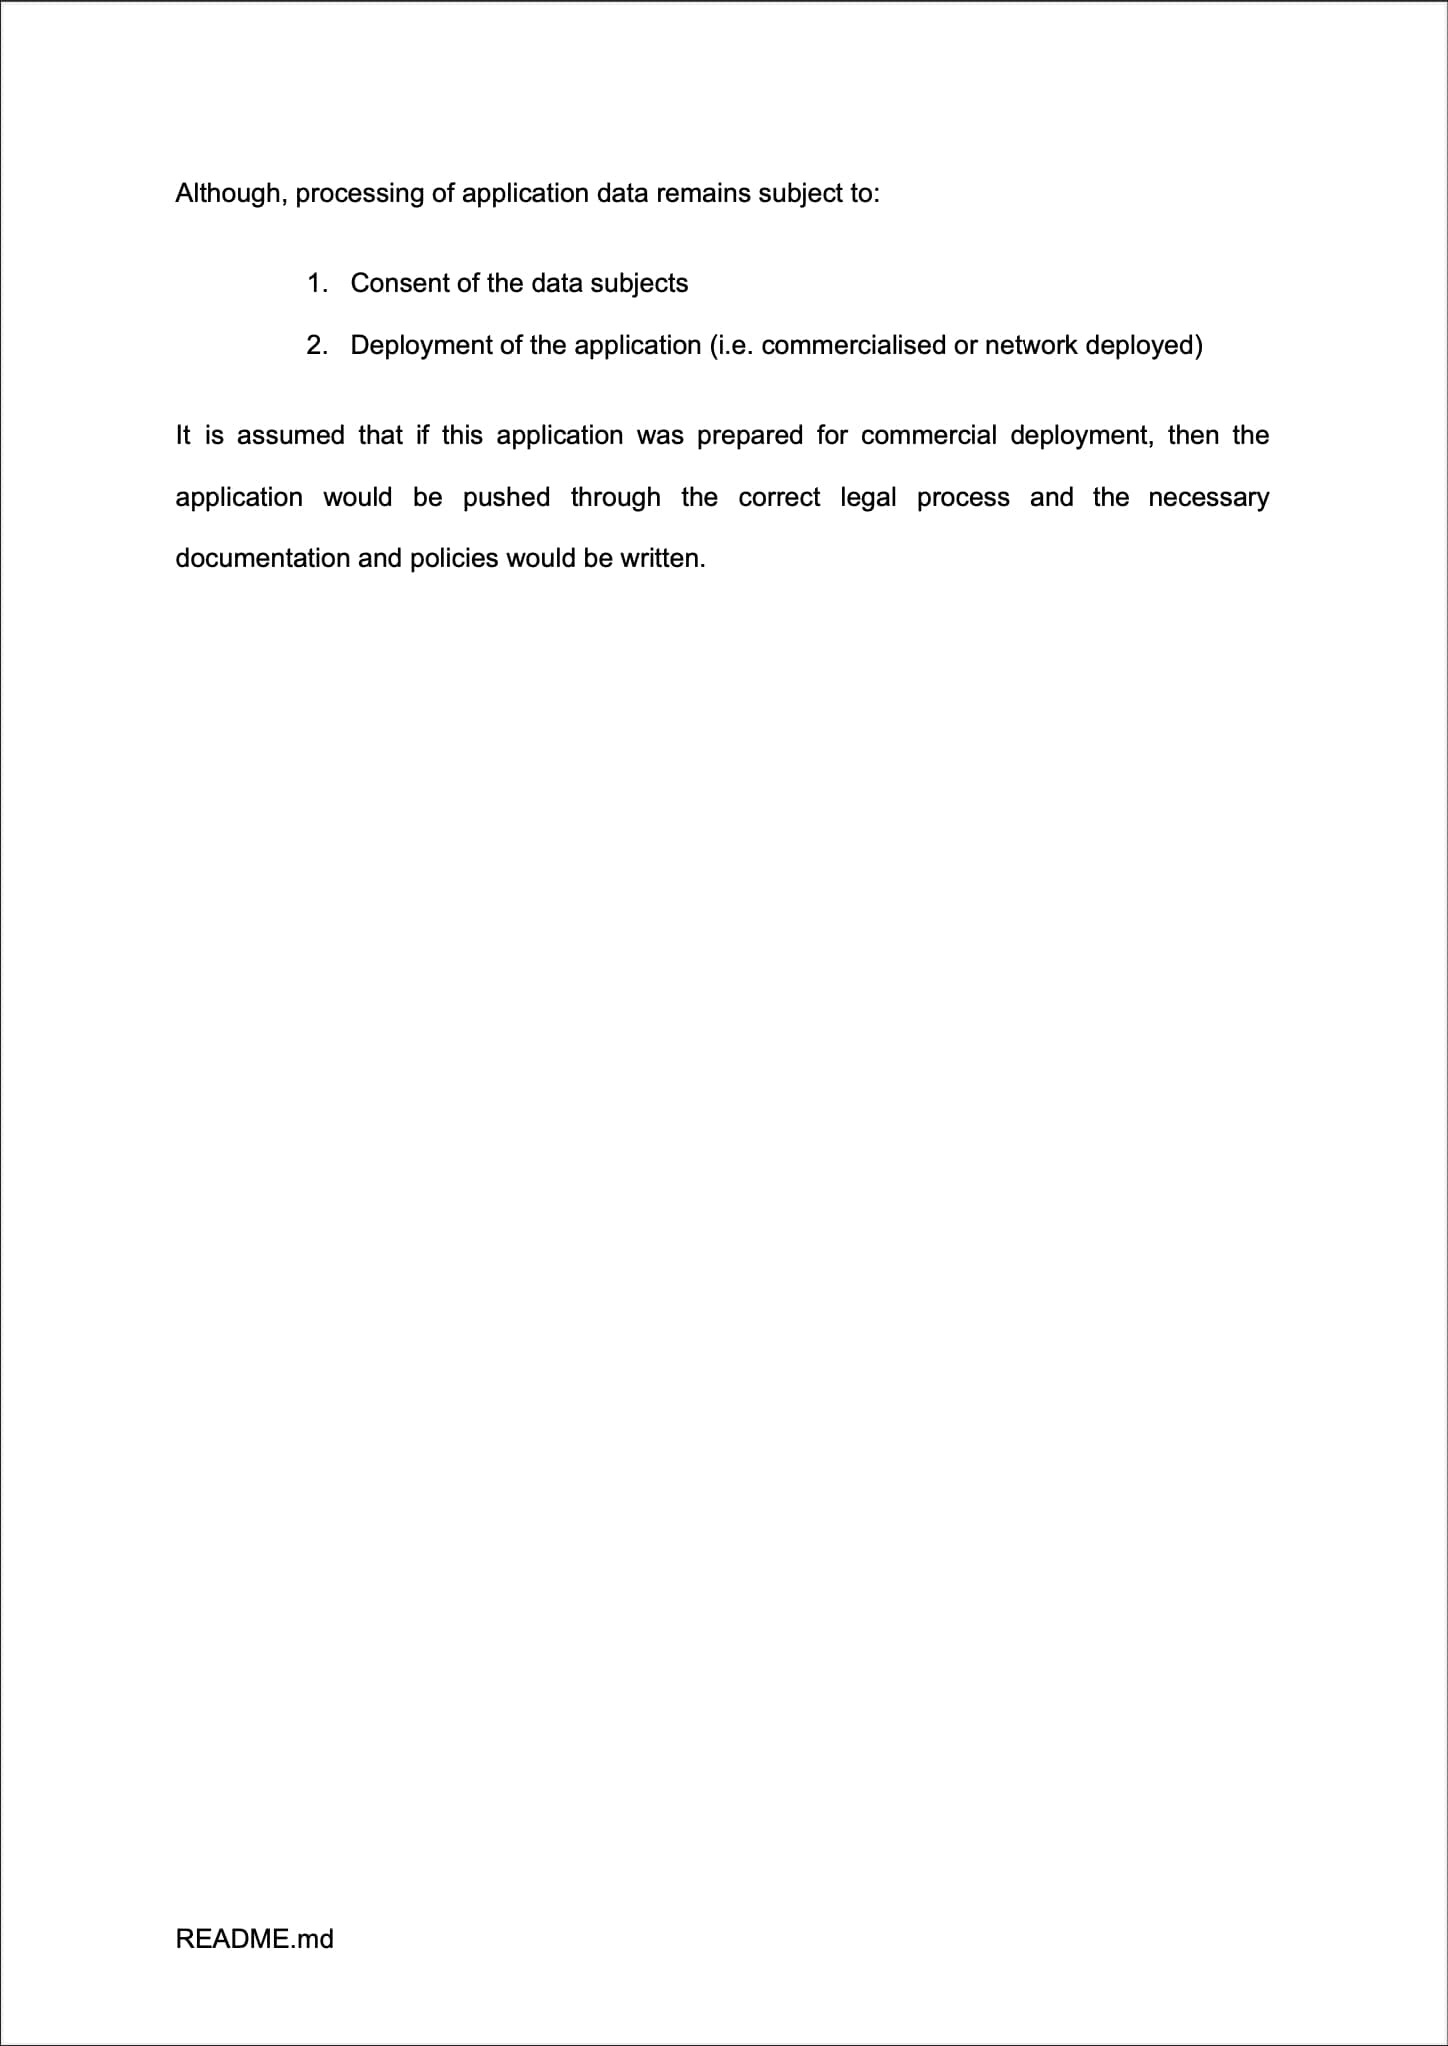 Although, processing of application data remains subject to:
1. Consent of the data subjects
2. Deployment of the application (i.e. commercialised or network deployed)
It is assumed that if this application was prepared for commercial deployment, then the
application would be pushed through the correct legal process and the necessary
documentation and policies would be written.
README.md